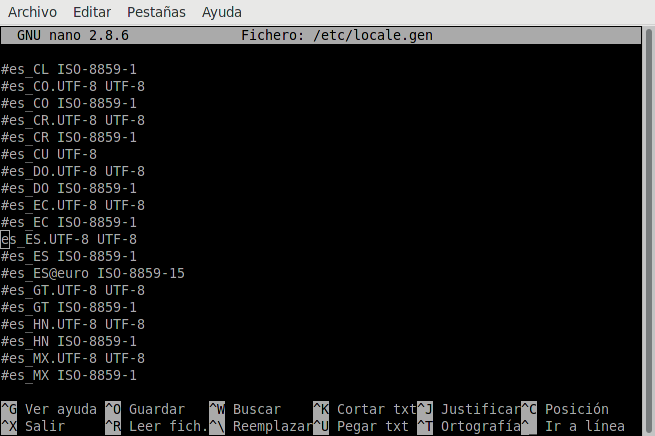 Archivo Editar Pestañas Ayuda
GNU nano 2.8.6 Fichero: /etc/locale.gen
#es_CL ISO-8859-1
#es_CO.UTF-8 UTF-8
#es_CO ISO-8859-1
#es_CR.UTF-8 UTF-8
#es_CR ISO-8859-1
#es_CU UTF-8
#es_DO.UTF-8 UTF-8
#es_DO ISO-8859-1
#es_EC.UTF-8 UTF-8
#es_EC ISO-8859-1
es_ES.UTF-8 UTF-8
#es_ES ISO-8859-1
#es_ES@euro ISO-8859-15
#es_GT.UTF-8 UTF-8
#es_GT ISO-8859-1
#es_HN.UTF-8 UTF-8
#es_HN ISO-8859-1
#es_MX.UTF-8 UTF-8
#es_MX ISO-8859-1
^G Ver ayuda ^O Guardar ^W Buscar ^K Cortar txt ^J Justificar ^C Posición
^X Salir ^R Leer fich. ^\ Reemplazar ^U Pegar txt ^T Ortografía ^_ Ir a línea